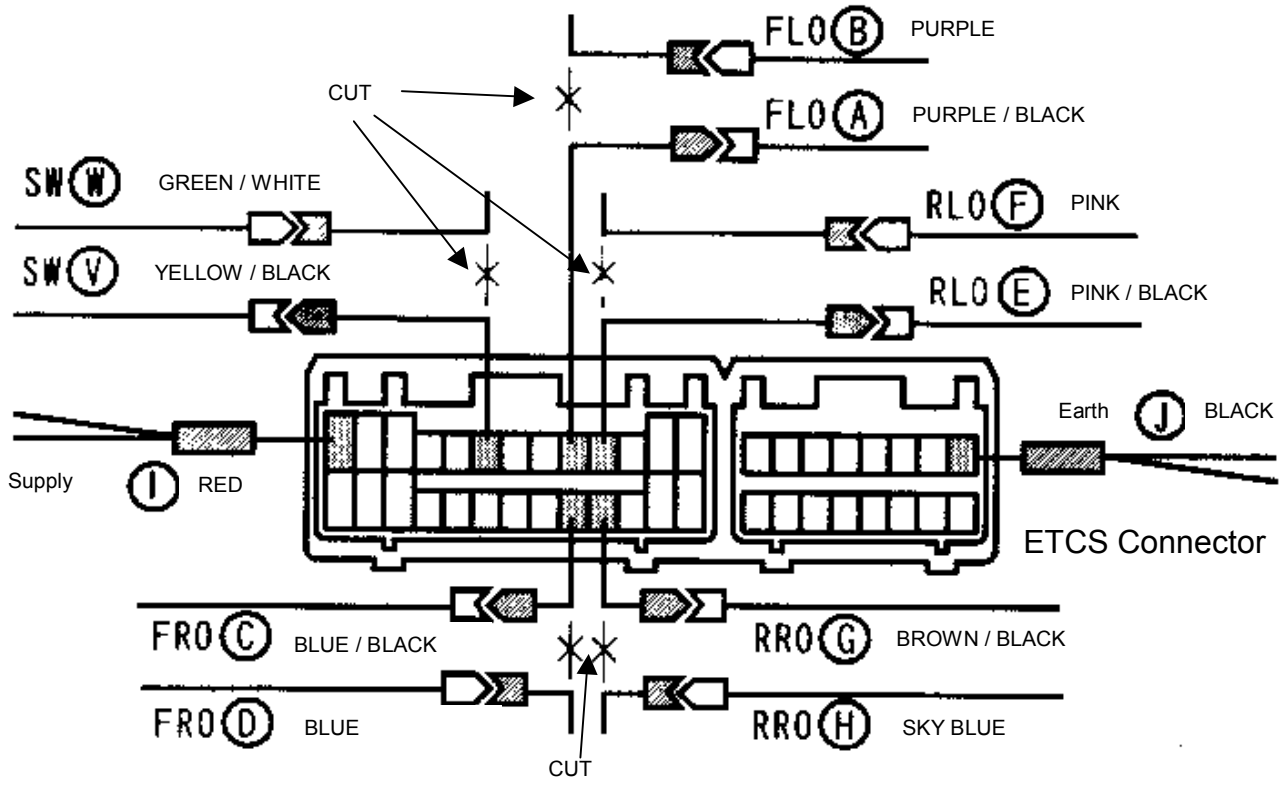 FLO B PURPLE
CUT
FLO A PURPLE / BLACK
SW W GREEN / WHITE
RLO F PINK
SW V YELLOW / BLACK
RLO E PINK / BLACK
Earth J BLACK
Supply I RED
ETCS Connector
FRO C BLUE / BLACK
RRO G BROWN / BLACK
FRO D BLUE
RRO H SKY BLUE
CUT